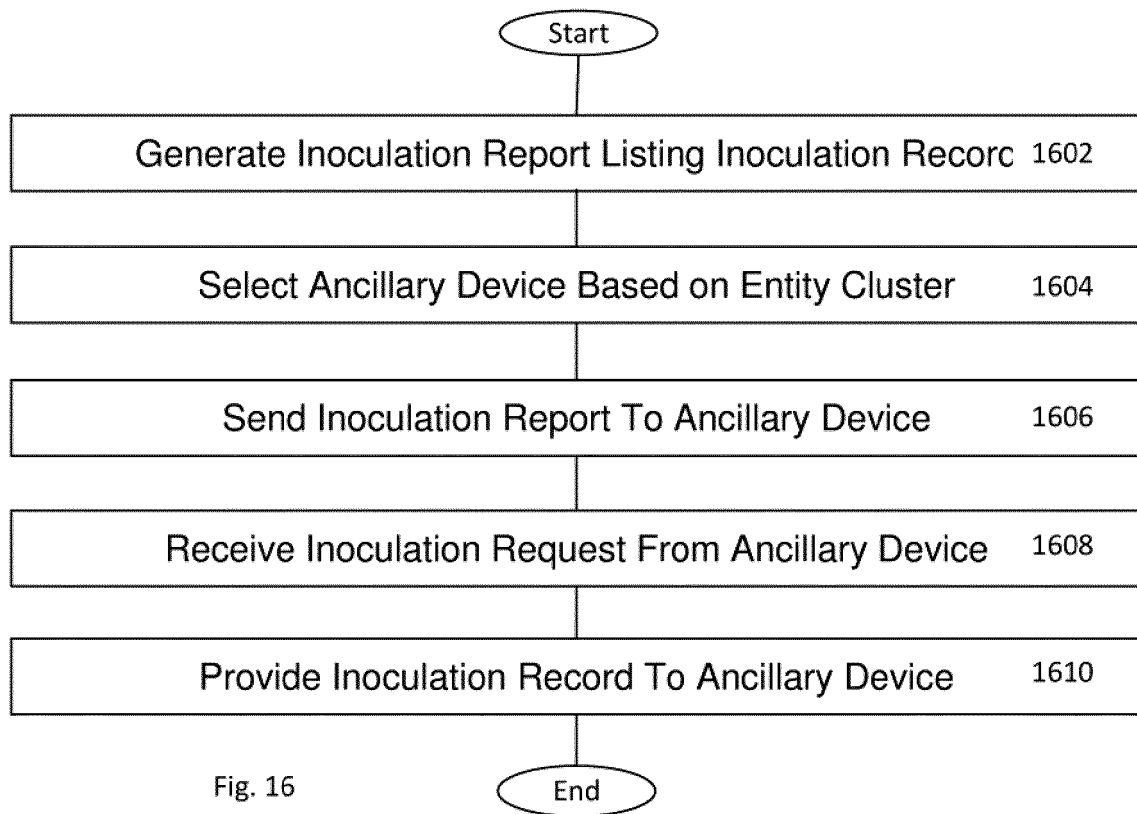 Start
Generate Inoculation Report Listing Inoculation Recorc 1602
Select Ancillary Device Based on Entity Cluster 1604
Send Inoculation Report To Ancillary Device 1606
Receive Inoculation Request From Ancillary Device 1608
Provide Inoculation Record To Ancillary Device 1610
Fig. 16
End